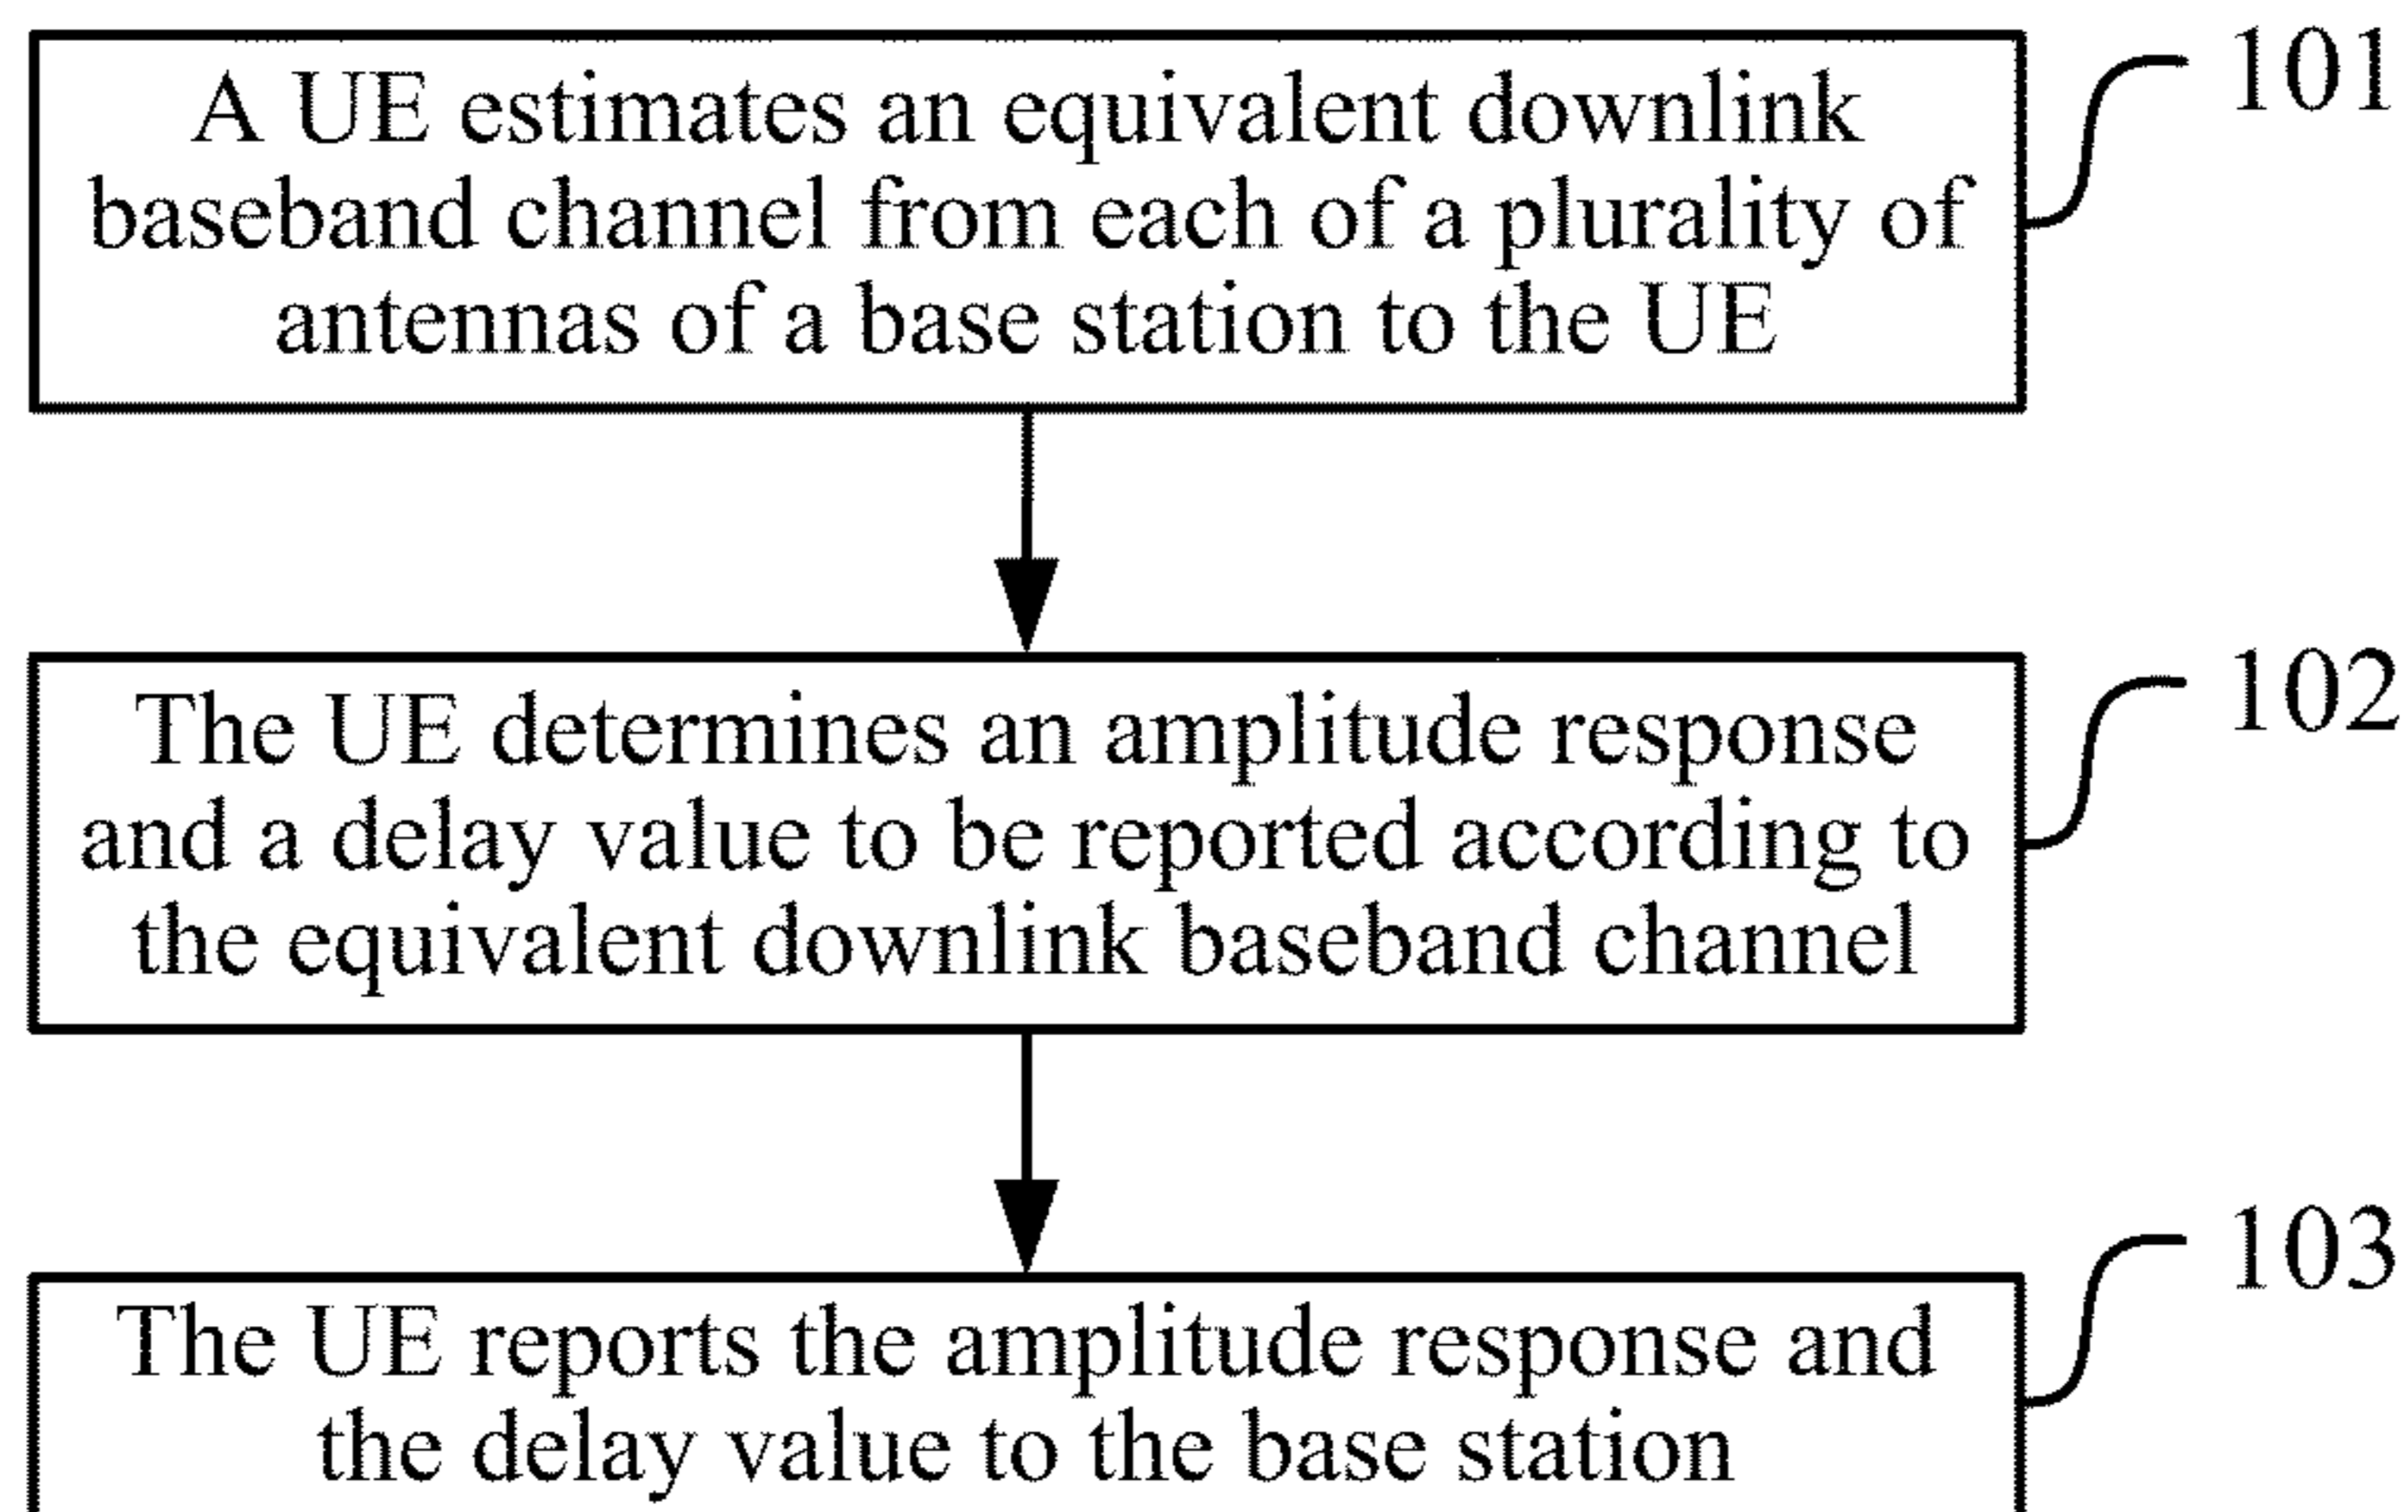 A UE estimates an equivalent downlink
baseband channel from each of a plurality of
antennas of a base station to the UE
101
The UE determines an amplitude response
and a delay value to be reported according to
the equivalent downlink baseband channel
102
The UE reports the amplitude response and
the delay value to the base station
103